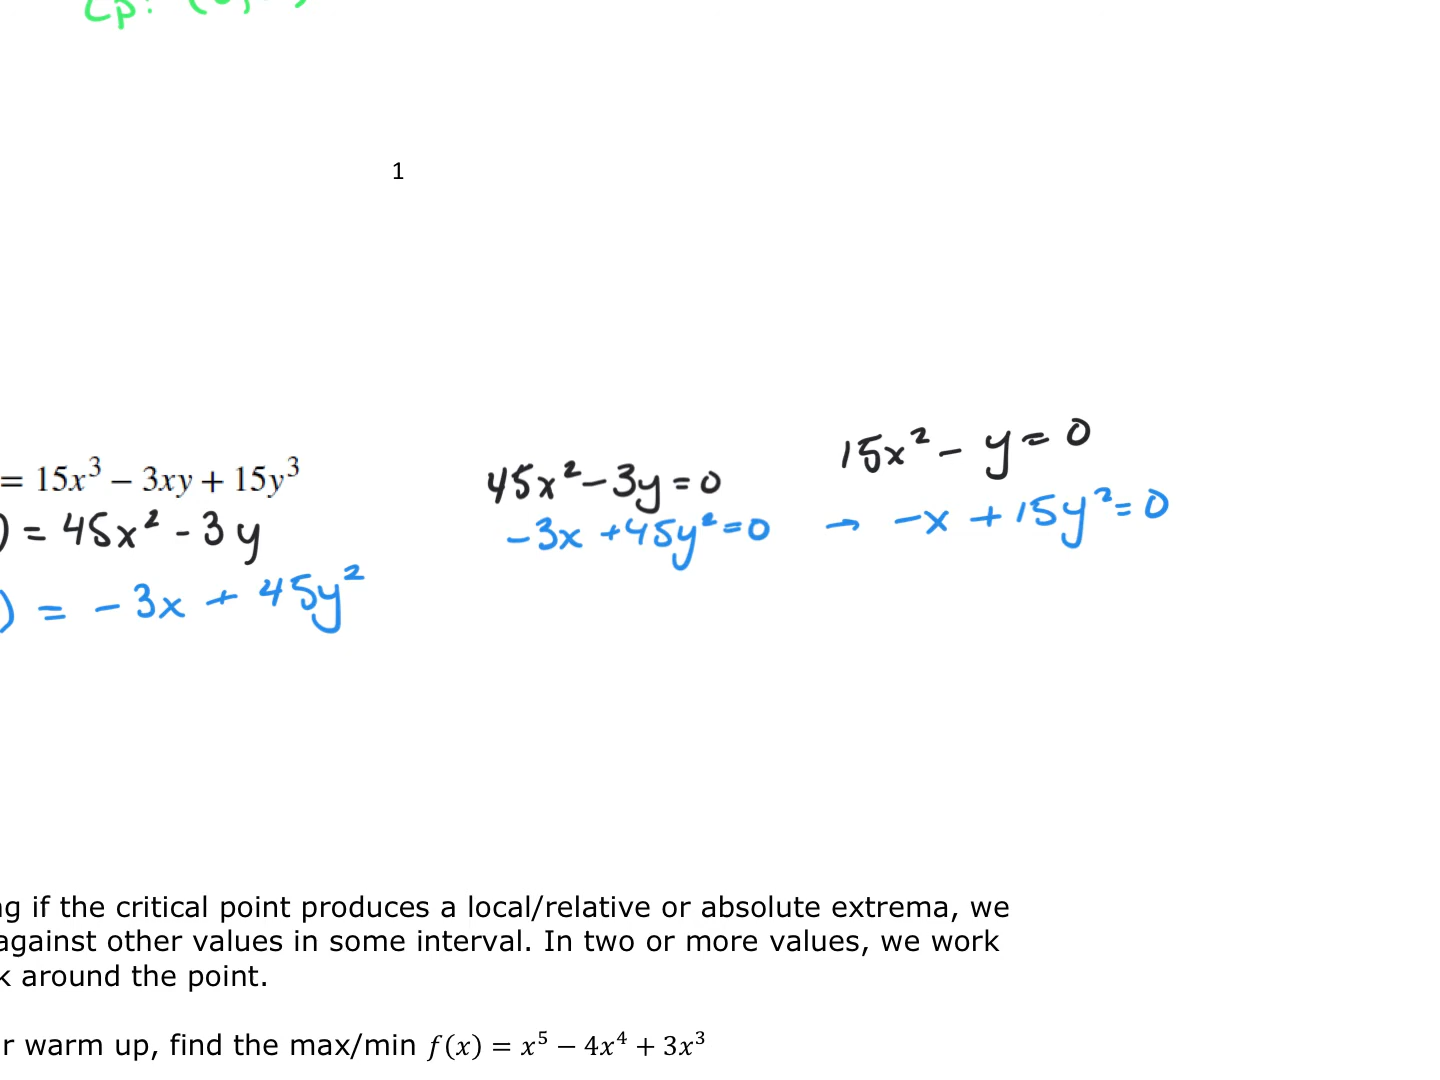 Cp:
1
= 15x³ − 3xy + 15y³
) = 45x² - 3y
) = - 3x + 45y²
45x² - 3y = 0
- 3x + 45y² = 0
15x² - y = 0
→ -x + 15y² = 0
g if the critical point produces a local/relative or absolute extrema, we
against other values in some interval. In two or more values, we work
k around the point.
r warm up, find the max/min f(x) = x⁵ − 4x⁴ + 3x³